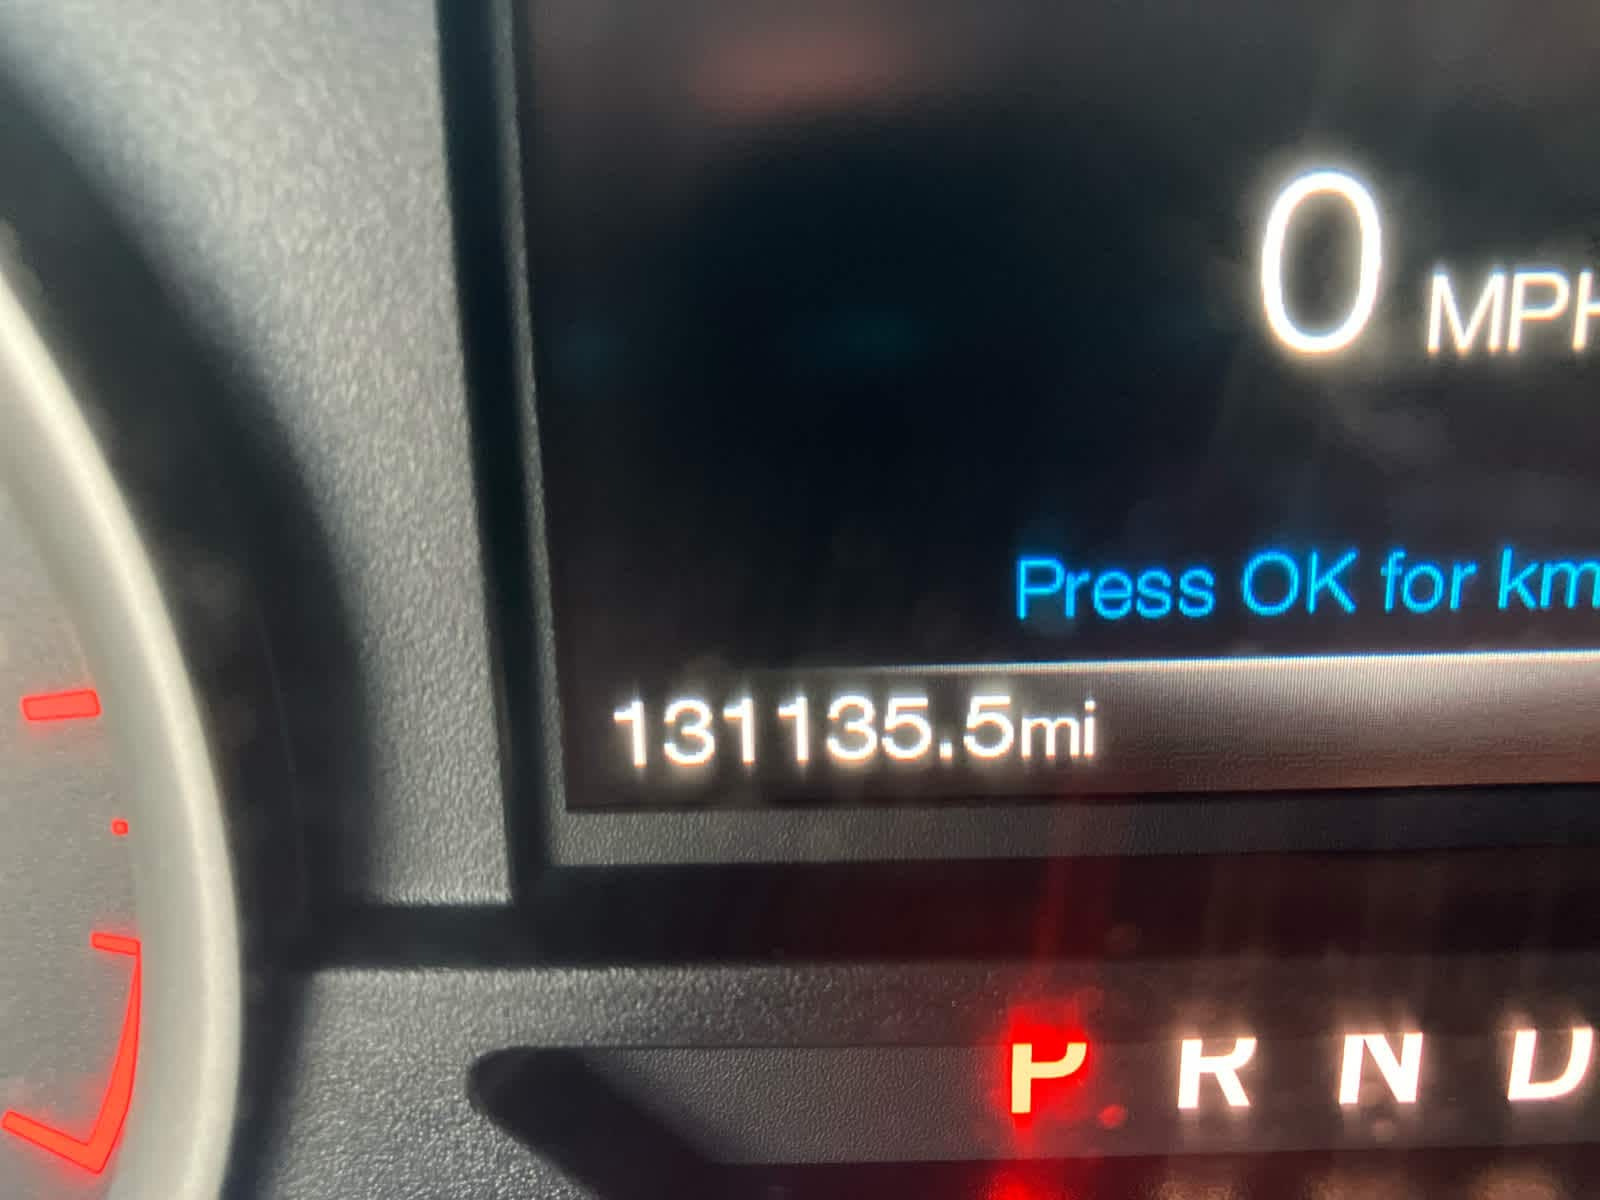 0 MPH
Press OK for km
131135.5mi
P R N D